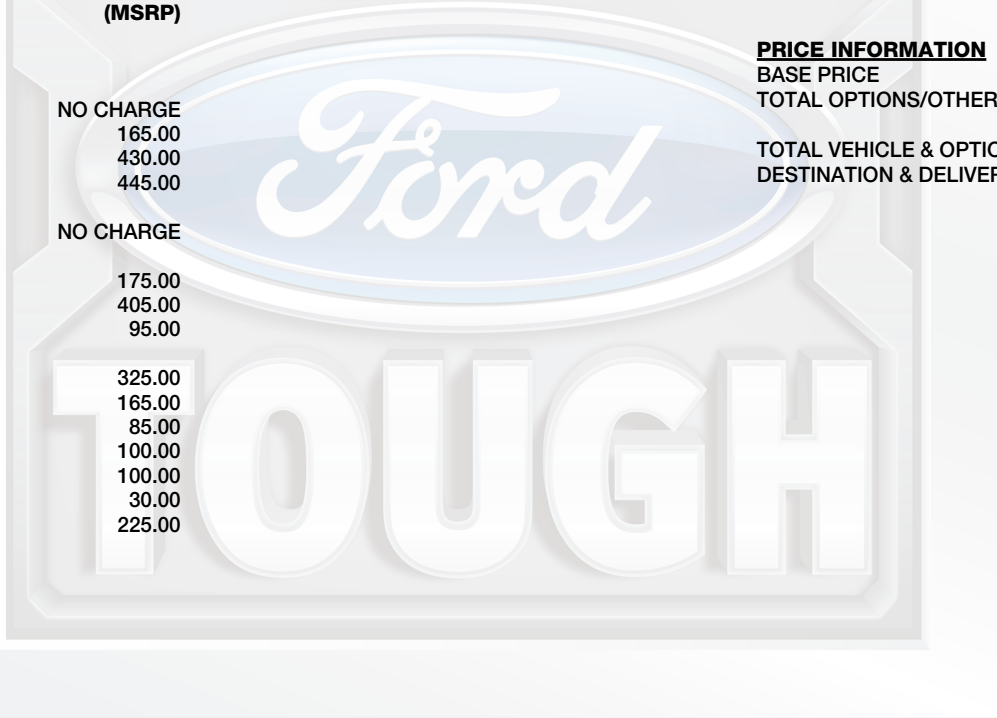 (MSRP)
NO CHARGE
165.00
430.00
445.00
NO CHARGE
175.00
405.00
95.00
325.00
165.00
85.00
100.00
100.00
30.00
225.00
PRICE INFORMATION
BASE PRICE
TOTAL OPTIONS/OTHER
TOTAL VEHICLE & OPTIO
DESTINATION & DELIVER
Ford
TOUGH